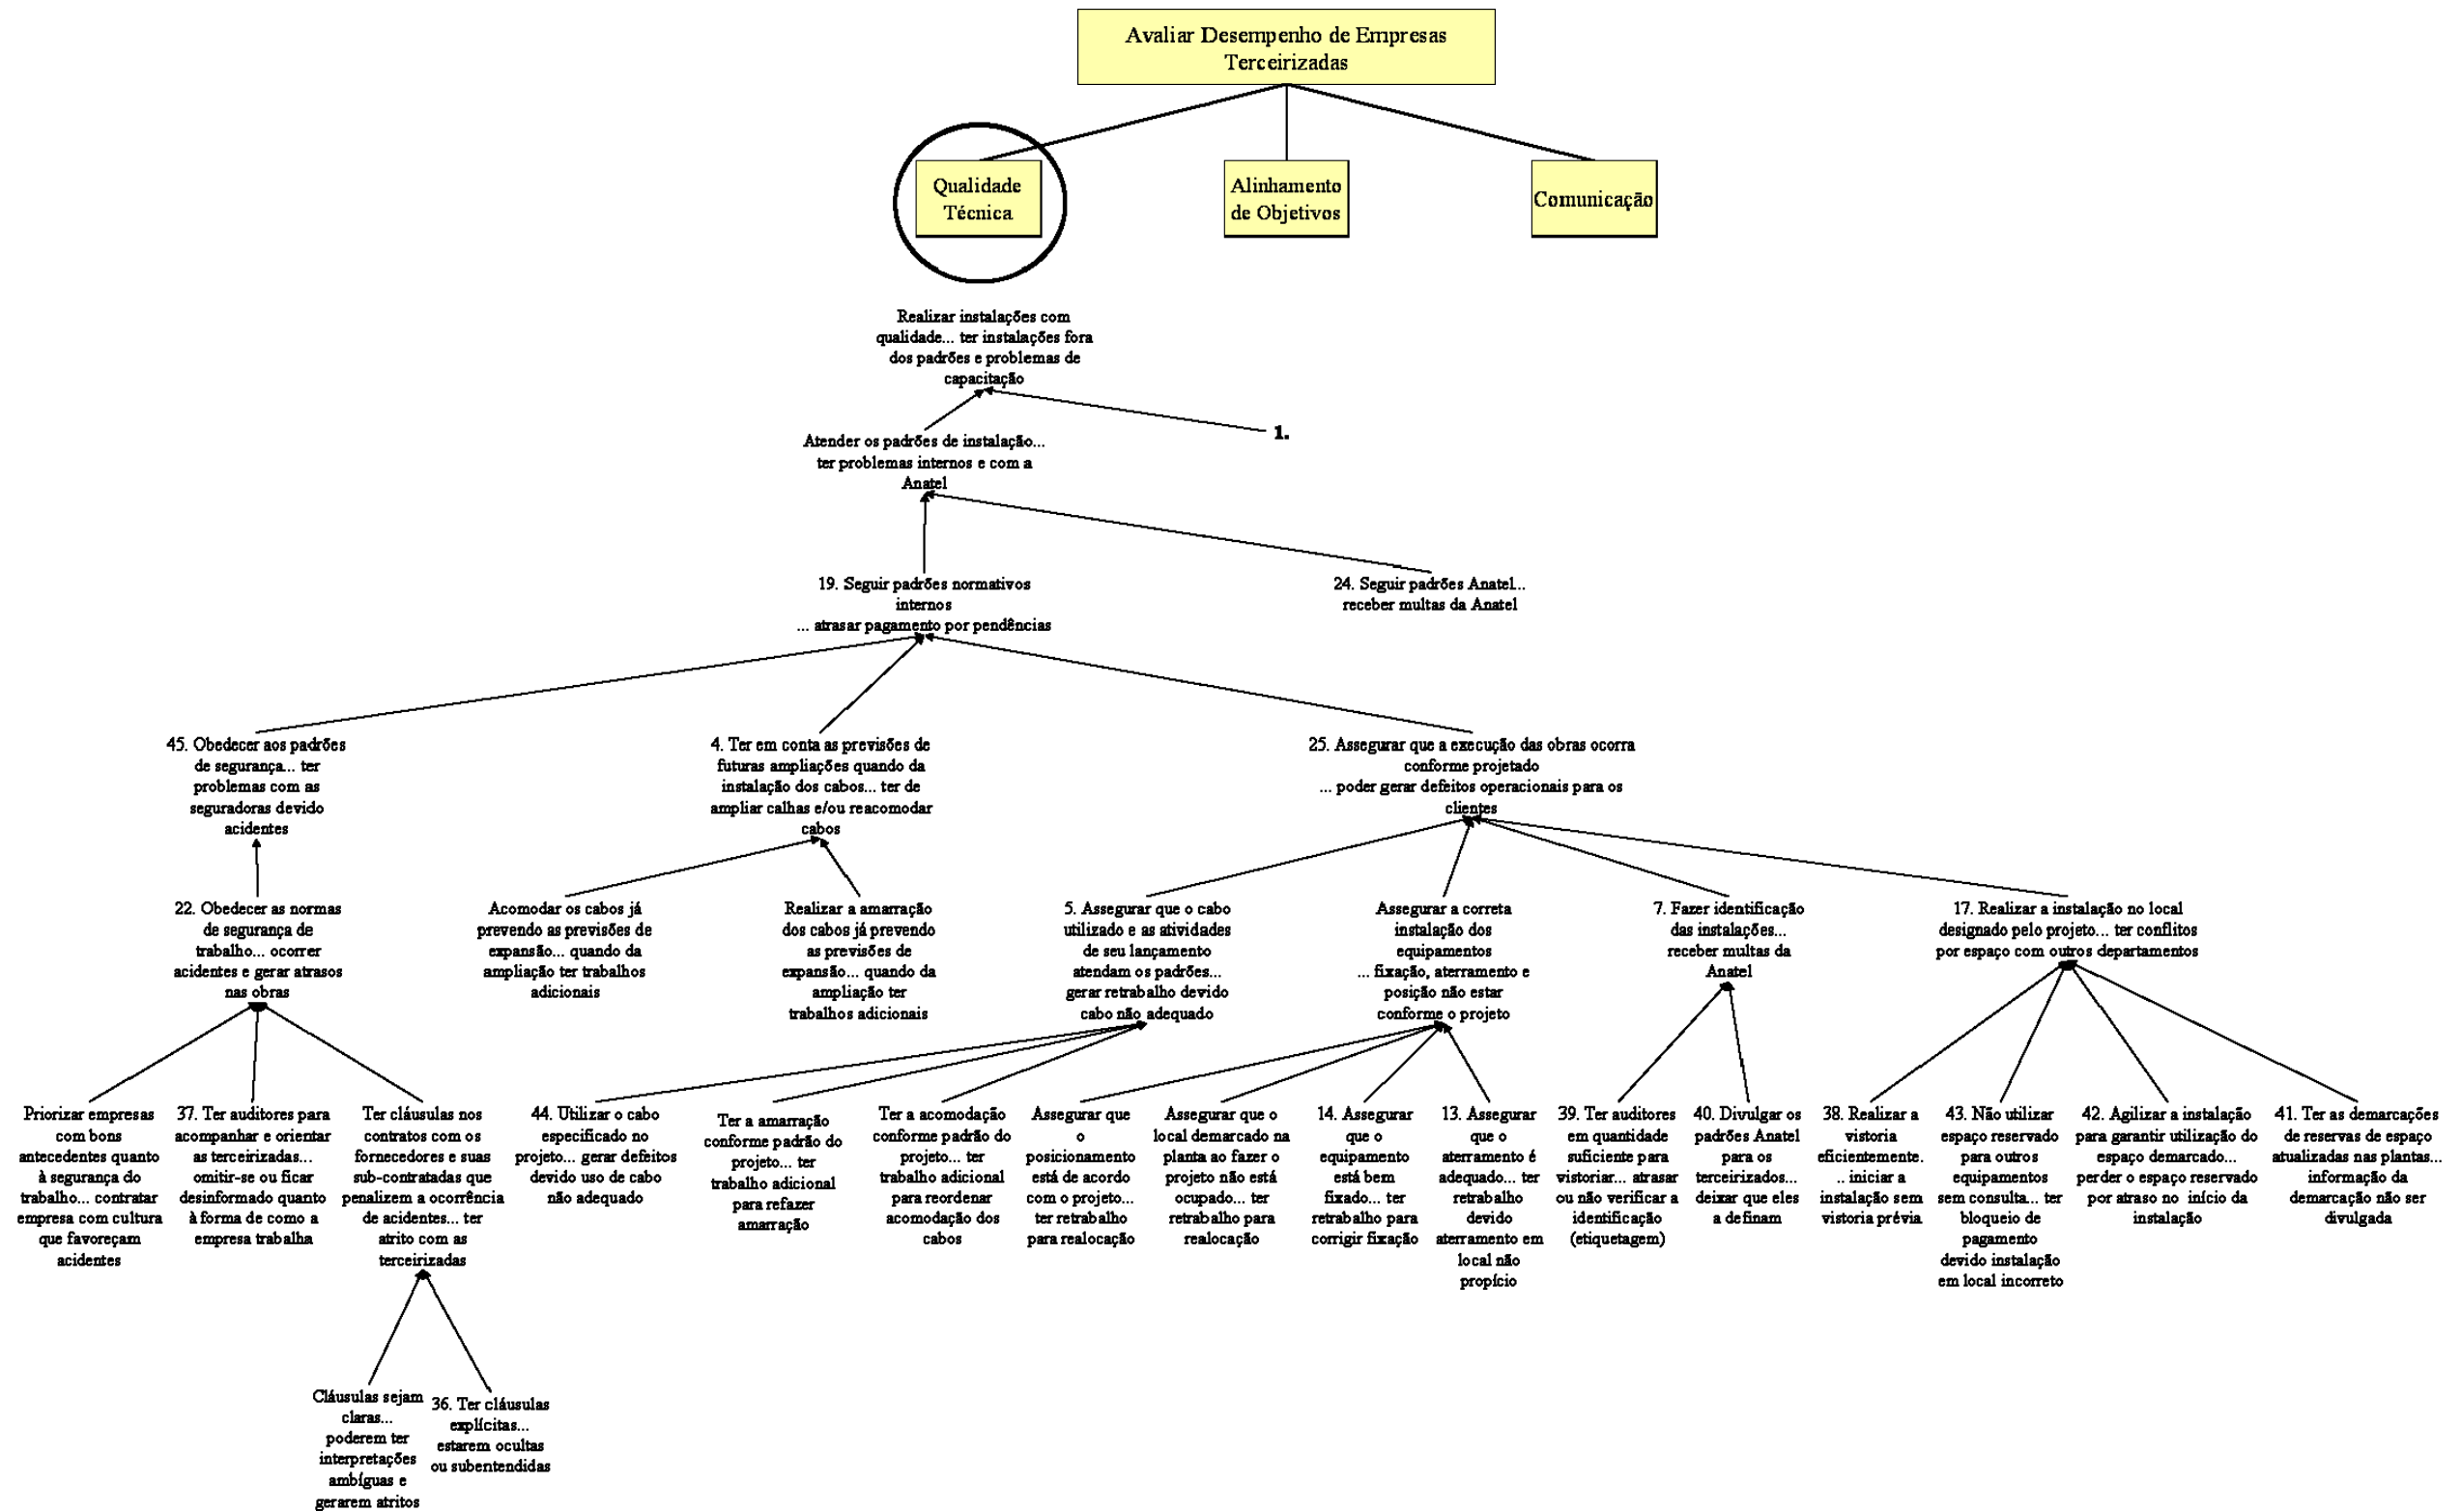 Avaliar Desempenho de Empresas
Terceirizadas
Qualidade
Técnica
Alinhamento
de Objetivos
Comunicação
Realizar instalações com
qualidade... ter instalações fora
dos padrões e problemas de
capacitação
1.
Atender os padrões de instalação...
ter problemas internos e com a
Anatel
19. Seguir padrões normativos
internos
... atrasar pagamento por pendências
24. Seguir padrões Anatel...
receber multas da Anatel
45. Obedecer aos padrões
de segurança... ter
problemas com as
seguradoras devido
acidentes
4. Ter em conta as previsões de
futuras ampliações quando da
instalação dos cabos... ter de
ampliar calhas e/ou reacomodar
cabos
25. Assegurar que a execução das obras ocorra
conforme projetado
... poder gerar defeitos operacionais para os
clientes
22. Obedecer as normas
de segurança de
trabalho... ocorrer
acidentes e gerar atrasos
nas obras
Acomodar os cabos já
prevendo as previsões de
expansão... quando da
ampliação ter trabalhos
adicionais
Realizar a amarração
dos cabos já prevendo
as previsões de
expansão... quando da
ampliação ter
trabalhos adicionais
5. Assegurar que o cabo
utilizado e as atividades
de seu lançamento
atendam os padrões...
gerar retrabalho devido
cabo não adequado
Assegurar a correta
instalação dos
equipamentos
... fixação, aterramento e
posição não estar
conforme o projeto
7. Fazer identificação
das instalações...
receber multas da
Anatel
17. Realizar a instalação no local
designado pelo projeto... ter conflitos
por espaço com outros departamentos
Priorizar empresas
com bons
antecedentes quanto
à segurança do
trabalho... contratar
empresa com cultura
que favoreçam
acidentes
37. Ter auditores para
acompanhar e orientar
as terceirizadas...
omitir-se ou ficar
desinformado quanto
à forma de como a
empresa trabalha
Ter cláusulas nos
contratos com os
fornecedores e suas
sub-contratadas que
penalizem a ocorrência
de acidentes... ter
atrito com as
terceirizadas
44. Utilizar o cabo
especificado no
projeto... gerar defeitos
devido uso de cabo
não adequado
Ter a amarração
conforme padrão do
projeto... ter
trabalho adicional
para refazer
amarração
Ter a acomodação
conforme padrão do
projeto... ter
trabalho adicional
para reordenar
acomodação dos
cabos
Assegurar que
o
posicionamento
está de acordo
com o projeto...
ter retrabalho
para realocação
Assegurar que o
local demarcado na
planta ao fazer o
projeto não está
ocupado... ter
retrabalho para
realocação
14. Assegurar
que o
equipamento
está bem
fixado... ter
retrabalho para
corrigir fixação
13. Assegurar
que o
aterramento é
adequado... ter
retrabalho
devido
aterramento em
local não
propício
39. Ter auditores
em quantidade
suficiente para
vistoriar... atrasar
ou não verificar a
identificação
(etiquetagem)
40. Divulgar os
padrões Anatel
para os
terceirizados...
deixar que eles
a definam
38. Realizar a
vistoria
eficientemente.
.. iniciar a
instalação sem
vistoria prévia
43. Não utilizar
espaço reservado
para outros
equipamentos
sem consulta... ter
bloqueio de
pagamento
devido instalação
em local incorreto
42. Agilizar a instalação
para garantir utilização do
espaço demarcado...
perder o espaço reservado
por atraso no início da
instalação
41. Ter as demarcações
de reservas de espaço
atualizadas nas plantas...
informação da
demarcação não ser
divulgada
Cláusulas sejam
claras...
poderem ter
interpretações
ambíguas e
gerarem atritos
36. Ter cláusulas
explícitas...
estarem ocultas
ou subentendidas